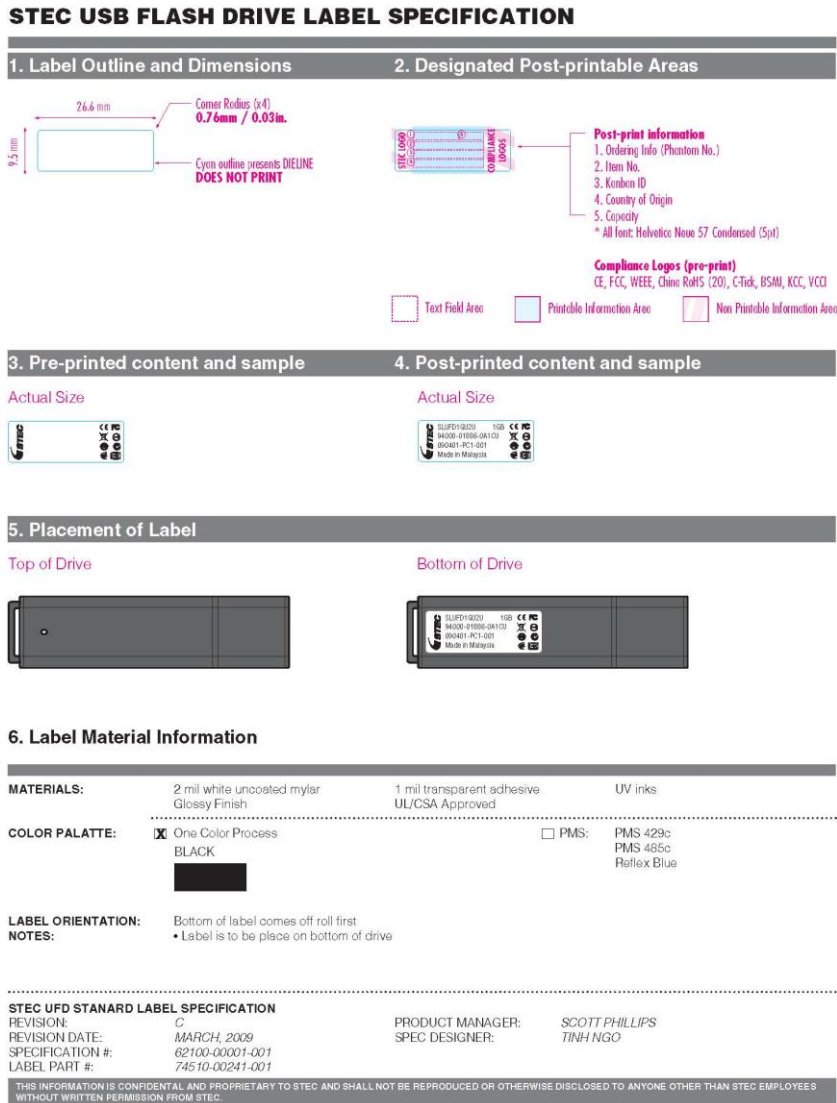 STEC USB FLASH DRIVE LABEL SPECIFICATION
1. Label Outline and Dimensions
2. Designated Post-printable Areas
26.6 mm
9.5 mm
Corner Radius (x4)
0.76mm / 0.03in.
Cyan outline presents DIELINE
DOES NOT PRINT
STEC LOGO
COMPLIANCE
LOGOS
Post-print information
1. Ordering Info (Phantom No.)
2. Item No.
3. Kanban ID
4. Country of Origin
5. Capacity
* All font: Helvetica Neue 57 Condensed (5pt)
Compliance Logos (pre-print)
CE, FCC, WEEE, China RoHS (20), C-Tick, BSMI, KCC, VCCI
Text Field Area
Printable Information Area
Non Printable Information Area
3. Pre-printed content and sample
4. Post-printed content and sample
Actual Size
Actual Size
STEC
STEC
SLUFD1GU2U 1GB
94000-01886-0A1CU
090401-PC1-001
Made in Malaysia
5. Placement of Label
Top of Drive
Bottom of Drive
STEC
SLUFD1GU2U 1GB
94000-01886-0A1CU
090401-PC1-001
Made in Malaysia
6. Label Material Information
MATERIALS: 2 mil white uncoated mylar 1 mil transparent adhesive UV inks
Glossy Finish UL/CSA Approved
COLOR PALATTE: X One Color Process PMS: PMS 429c
BLACK PMS 485c
Reflex Blue
LABEL ORIENTATION: Bottom of label comes off roll first
NOTES: • Label is to be place on bottom of drive
STEC UFD STANARD LABEL SPECIFICATION
REVISION: C PRODUCT MANAGER: SCOTT PHILLIPS
REVISION DATE: MARCH, 2009 SPEC DESIGNER: TINH NGO
SPECIFICATION #: 62100-00001-001
LABEL PART #: 74510-00241-001
THIS INFORMATION IS CONFIDENTAL AND PROPRIETARY TO STEC AND SHALL NOT BE REPRODUCED OR OTHERWISE DISCLOSED TO ANYONE OTHER THAN STEC EMPLOYEES
WITHOUT WRITTEN PERMISSION FROM STEC.